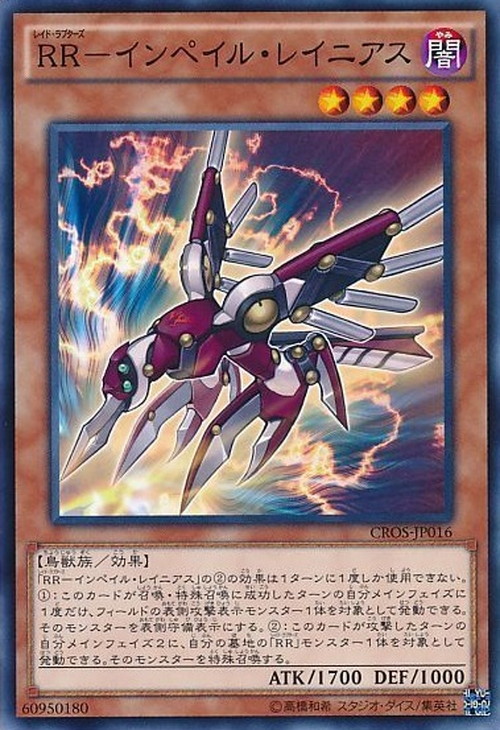 レイド・ラプターズ
RR－インペイル・レイニアス
やみ
闇
CROS-JP016
【鳥獣族／効果】
「RR－インペイル・レイニアス」の②の効果は１ターンに１度しか使用できない。
①：このカードが召喚・特殊召喚に成功したターンの自分メインフェイズに
１度だけ、フィールドの表側攻撃表示モンスター１体を対象として発動できる。
そのモンスターを表側守備表示にする。②：このカードが攻撃したターンの
自分メインフェイズ２に、自分の墓地の「RR」モンスター１体を対象として
発動できる。そのモンスターを特殊召喚する。
ATK/1700 DEF/1000
60950180
©高橋和希 スタジオ・ダイス/集英社